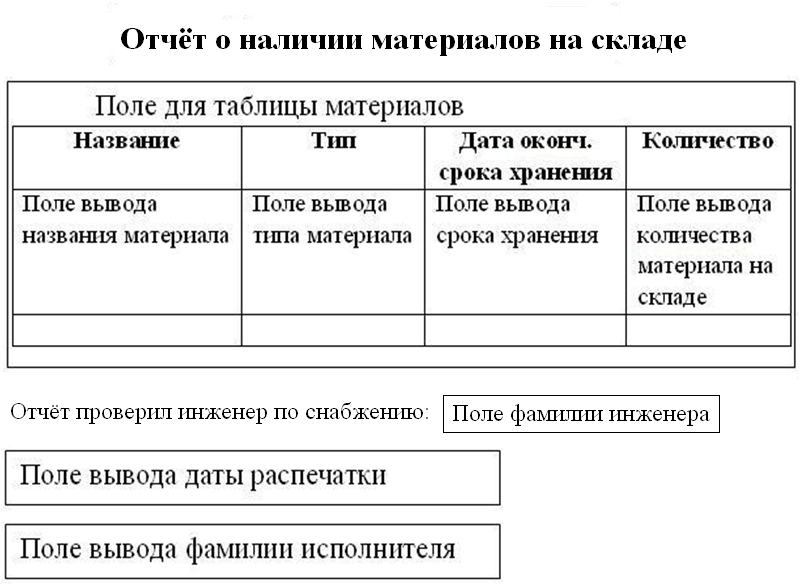 Отчёт о наличии материалов на складе
Поле для таблицы материалов
Название Тип Дата оконч. Количество
срока хранения
Поле вывода Поле вывода Поле вывода Поле вывода
названия материала типа материала срока хранения количества
материала на
складе
Отчёт проверил инженер по снабжению: Поле фамилии инженера
Поле вывода даты распечатки
Поле вывода фамилии исполнителя